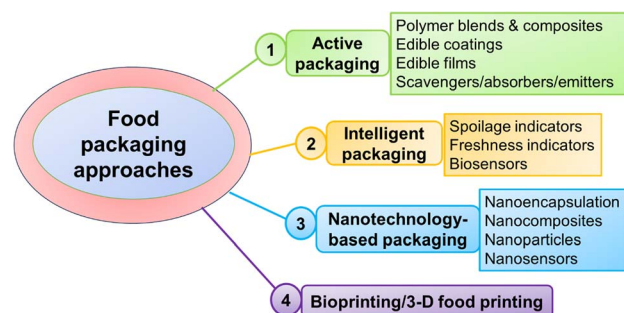 Food
packaging
approaches
1
Active
packaging
Polymer blends & composites
Edible coatings
Edible films
Scavengers/absorbers/emitters
2
Intelligent
packaging
Spoilage indicators
Freshness indicators
Biosensors
3
Nanotechnology-
based packaging
Nanoencapsulation
Nanocomposites
Nanoparticles
Nanosensors
4
Bioprinting/3-D food printing